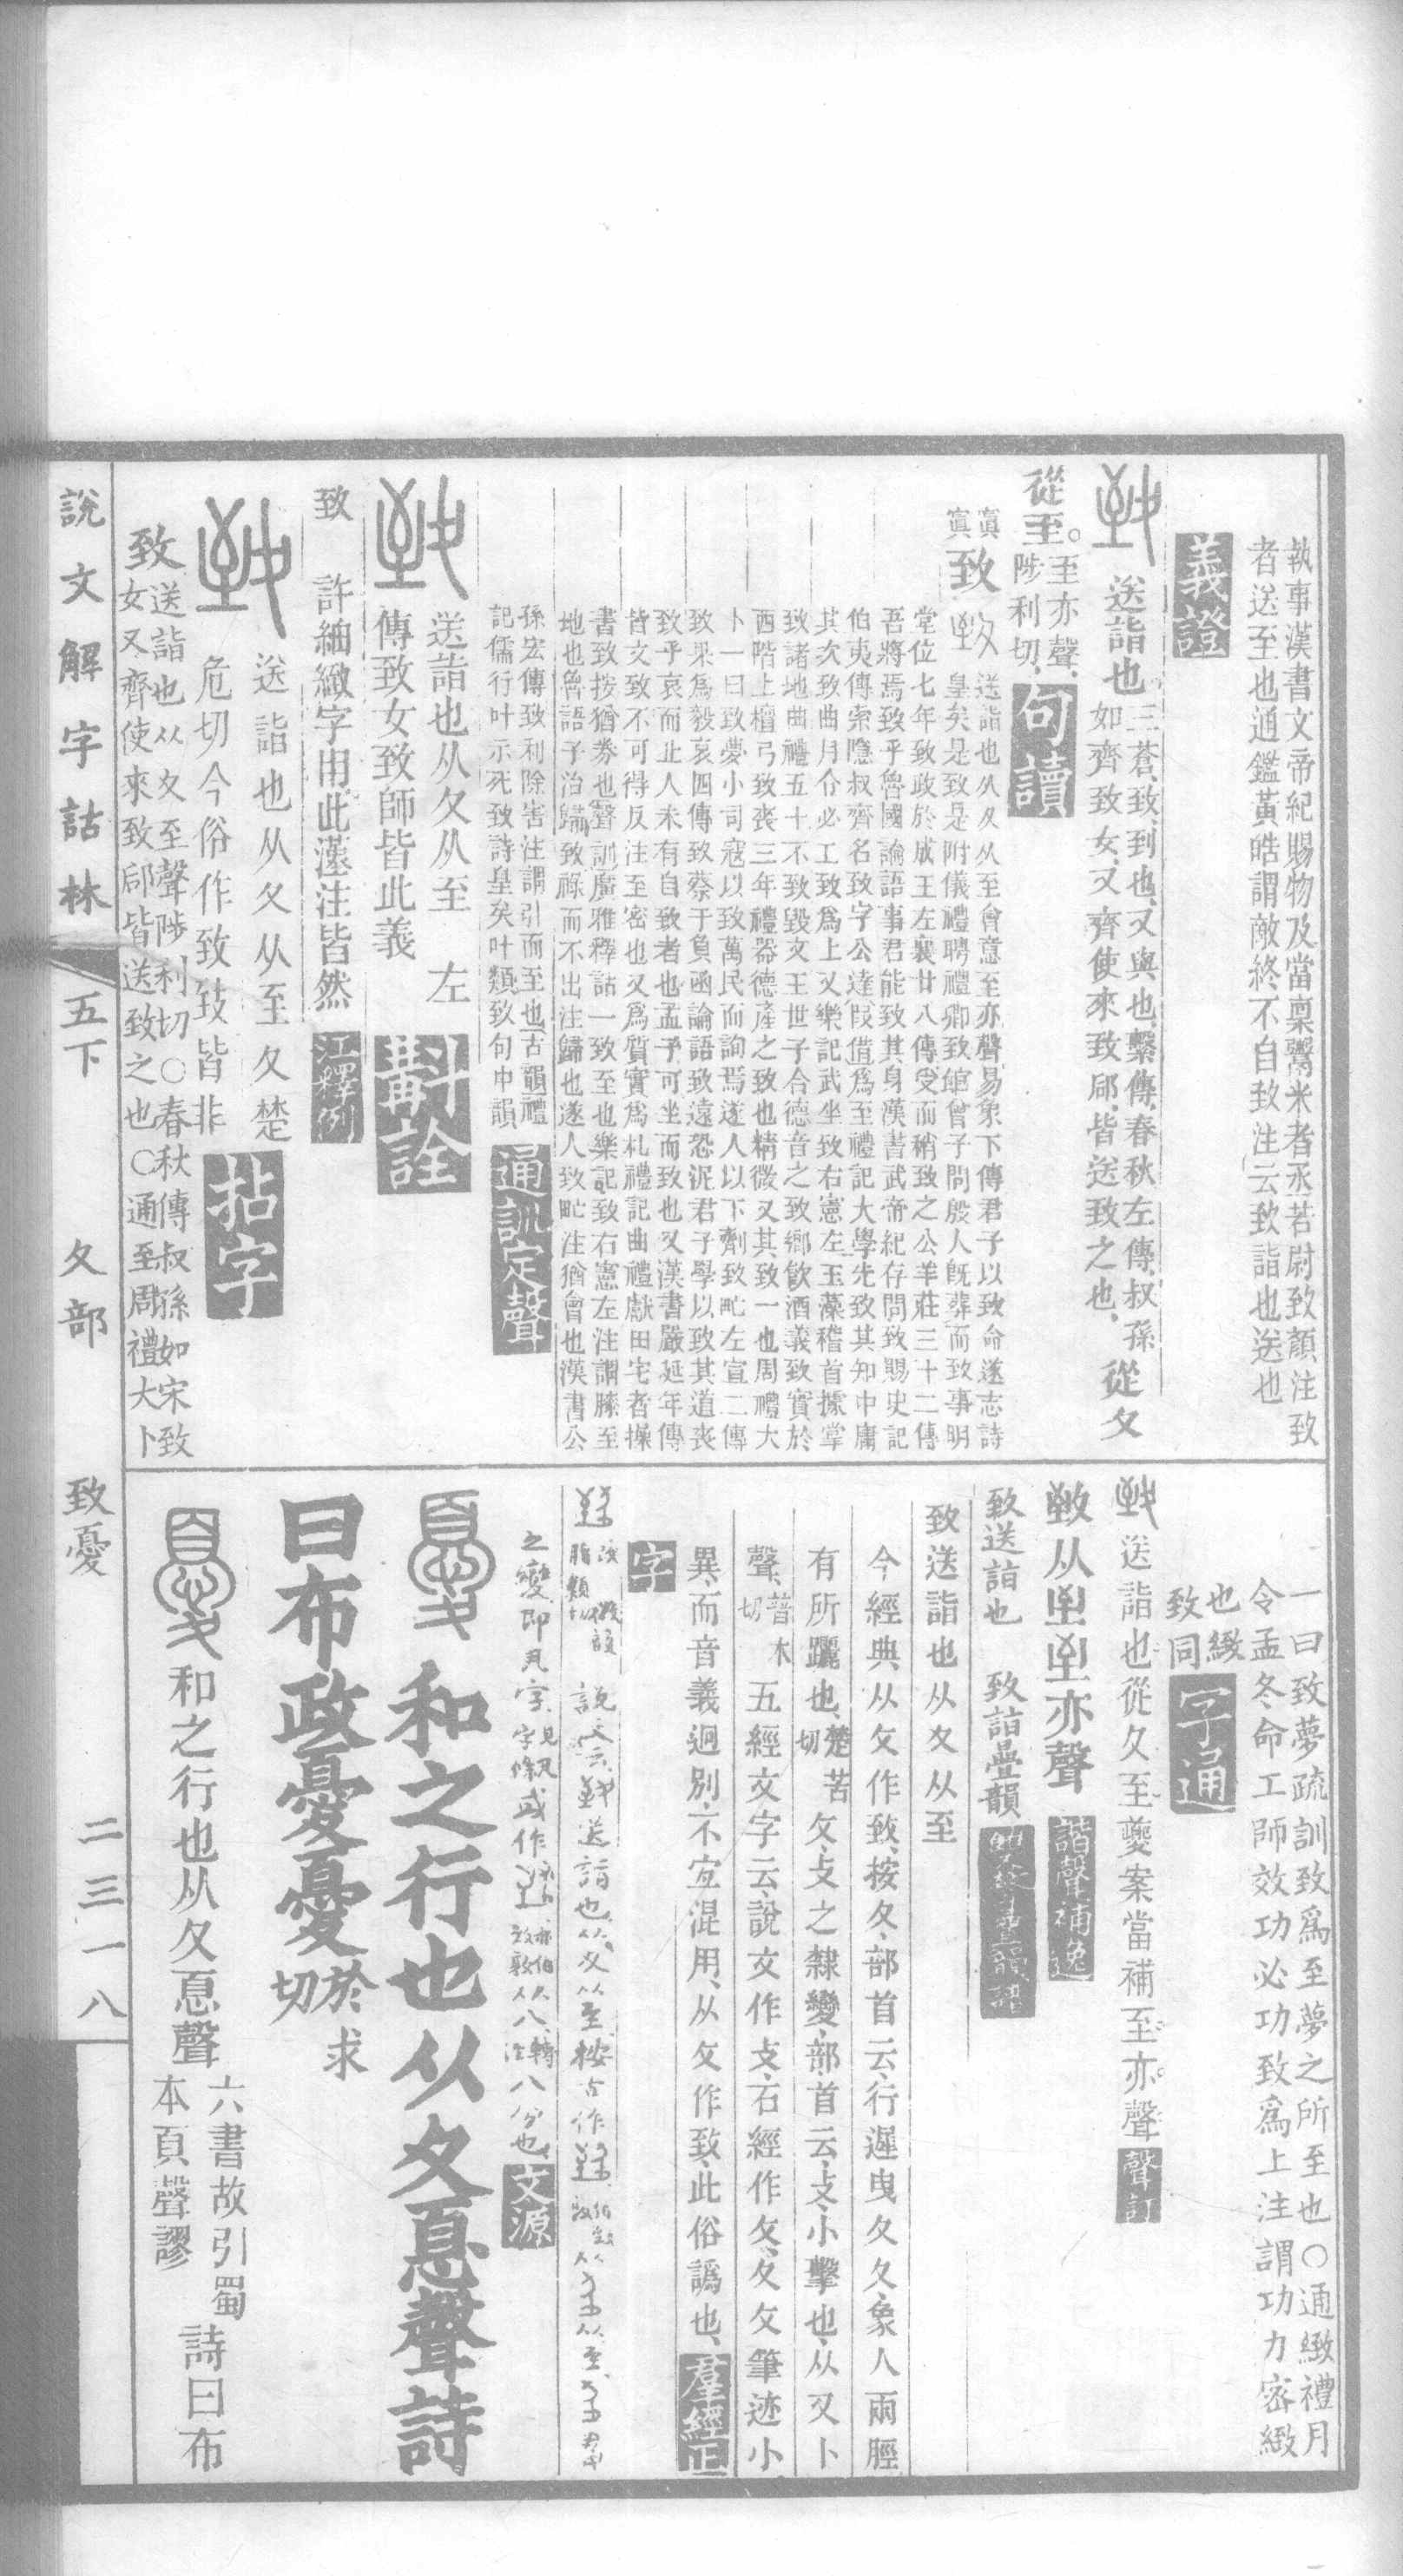 執事漢書文帝紀賜物及當稟鬻米者丞若尉致顏注致
者送至也通鑑黃皓謂敵終不自致注云致詣也送也
義證
送詣也三蒼致到也又與也繫傳春秋左傳叔孫
如齊致女又齊使來致郈皆送致之也從夊
從至。至亦聲
陟利切
句讀
致
送詣也从夊从至會意至亦聲易象下傳君子以致命遂志詩
皇矣是致是附儀禮聘禮卿致館曾子問殷人既葬而致事明
堂位七年致政於成王左襄廿八傳受而稍致之公羊莊三十二傳
吾將焉致乎魯國論語事君能致其身漢書武帝紀存問致賜史記
伯夷傳索隱叔齊名致字公達叚借爲至禮記大學先致其知中庸
其次致曲月令必工致爲上又樂記武坐致右憲左玉藻稽首據掌
致諸地曲禮五十不致毀文王世子合德音之致鄉飲酒義致實於
西階上檀弓致喪三年禮器德產之致也精微又其致一也周禮大
卜一曰致夢小司寇以致萬民而詢焉遂人以下劑致甿左宣二傳
致果爲毅哀四傳致蔡于負函論語致遠恐泥君子學以致其道喪
致乎哀而止人未有自致者也孟子可坐而致也又漢書嚴延年傳
皆文致不可得反注至密也又爲質實爲札禮記曲禮獻田宅者操
書致按猶券也聲訓廣雅釋詁一致至也樂記致右憲左注謂膝至
地也魯語子治歸致祿而不出注歸也遂人致甿注猶會也漢書公
孫宏傳致利除害注謂引而至也古韻禮
記儒行叶示死致詩皇矣叶類致句中韻
通訓定聲
送詣也从夊从至 左
傳致女致師皆此義
斠詮
致 許紬緻字用此漢注皆然
江釋例
送詣也从夊从至夊楚
危切今俗作致𦤶皆非
拈字
致送詣也从夊至聲陟利切○春秋傳叔孫如宋致
女又齊使來致郈皆送致之也○通至周禮大卜
一曰致夢疏訓致爲至夢之所至也○通緻禮月
令孟冬命工師效功必功致爲上注謂功力密緻
也緻
致同
字通
送詣也從夊至夔案當補至亦聲
聲訂
諧聲補逸
致送詣也 致詣疊韻
致送詣也从夊从至
今經典从攵作致按夊部首云行遲曳夊夊象人兩脛
有所躧也楚苦切攵攴之隸變部首云攴小擊也从又卜
聲普木切五經文字云說文作攴石經作攵夊攵筆迹小
異而音義迥別不宜混用从攵作致此俗譌也
羣經正
字
說文云致送詣也从夊从至按古作
之變即丮字
文源
和之行也从夊㥑聲詩
曰布政憂憂於求切
和之行也从夊㥑聲六書故引蜀
本頁聲謬
詩曰布
說文解字詁林 五下 夊部 致憂 二三一八